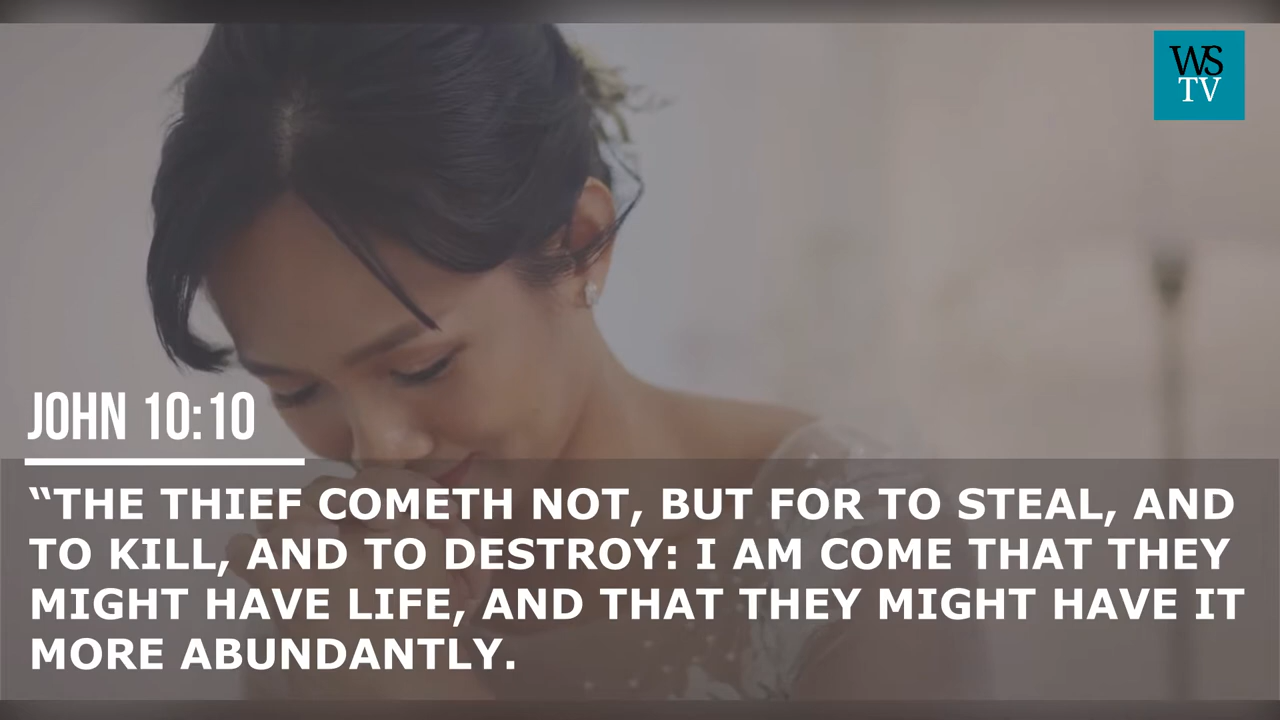 WS
TV
JOHN 10:10
“THE THIEF COMETH NOT, BUT FOR TO STEAL, AND
TO KILL, AND TO DESTROY: I AM COME THAT THEY
MIGHT HAVE LIFE, AND THAT THEY MIGHT HAVE IT
MORE ABUNDANTLY.